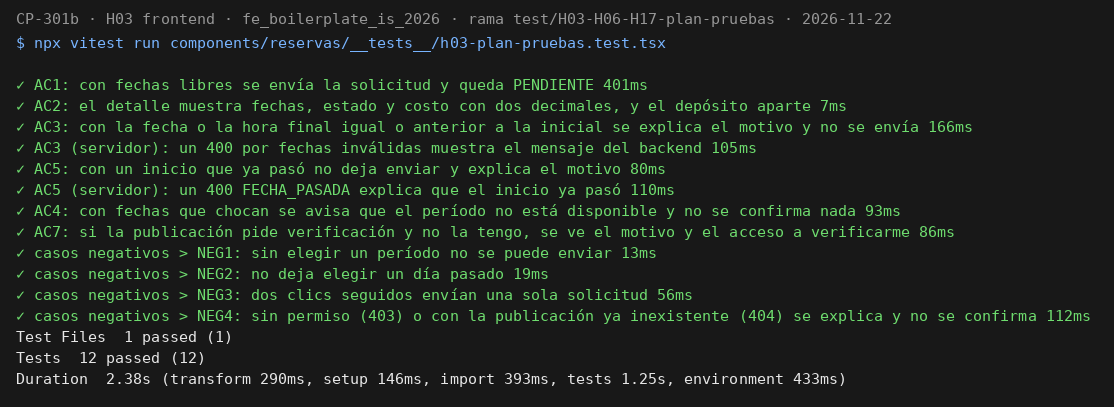 CP-301b · H03 frontend · fe_boilerplate_is_2026 · rama test/H03-H06-H17-plan-pruebas · 2026-11-22
$ npx vitest run components/reservas/__tests__/h03-plan-pruebas.test.tsx
✓ AC1: con fechas libres se envía la solicitud y queda PENDIENTE 401ms
✓ AC2: el detalle muestra fechas, estado y costo con dos decimales, y el depósito aparte 7ms
✓ AC3: con la fecha o la hora final igual o anterior a la inicial se explica el motivo y no se envía 166ms
✓ AC3 (servidor): un 400 por fechas inválidas muestra el mensaje del backend 105ms
✓ AC5: con un inicio que ya pasó no deja enviar y explica el motivo 80ms
✓ AC5 (servidor): un 400 FECHA_PASADA explica que el inicio ya pasó 110ms
✓ AC4: con fechas que chocan se avisa que el período no está disponible y no se confirma nada 93ms
✓ AC7: si la publicación pide verificación y no la tengo, se ve el motivo y el acceso a verificarme 86ms
✓ casos negativos > NEG1: sin elegir un período no se puede enviar 13ms
✓ casos negativos > NEG2: no deja elegir un día pasado 19ms
✓ casos negativos > NEG3: dos clics seguidos envían una sola solicitud 56ms
✓ casos negativos > NEG4: sin permiso (403) o con la publicación ya inexistente (404) se explica y no se confirma 112ms
Test Files  1 passed (1)
Tests  12 passed (12)
Duration  2.38s (transform 290ms, setup 146ms, import 393ms, tests 1.25s, environment 433ms)